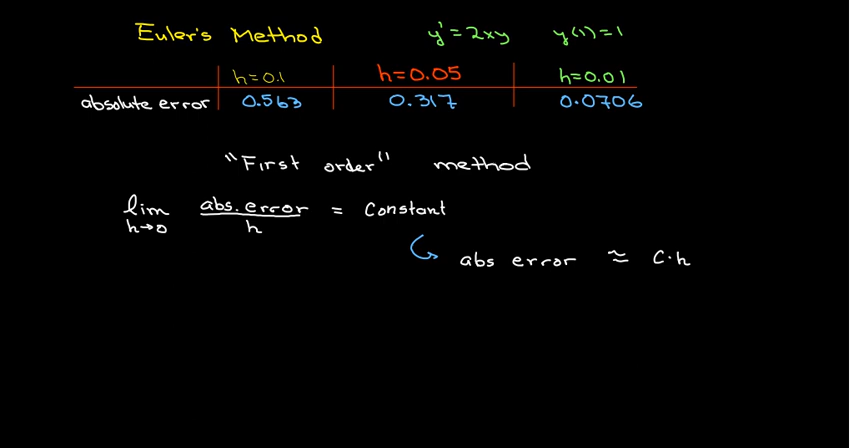 Euler's Method y' = 2xy y(1) = 1
h=0.1 h=0.05 h=0.01
absolute error 0.563 0.317 0.0706
"First order" method
lim h→0 abs. error / h = constant
abs error ≈ C·h